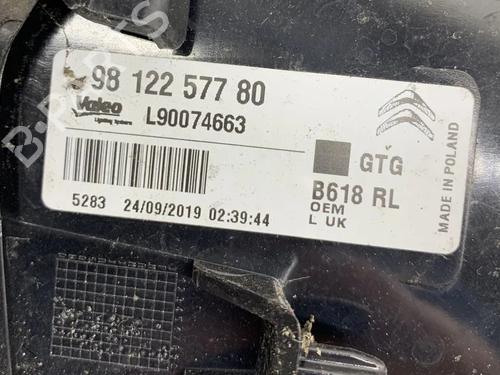 98 122 577 80
Valeo
Lighting Systems
L90074663
GTG
B618 RL
OEM
L UK
5283 24/09/2019 02:39:44
MADE IN POLAND